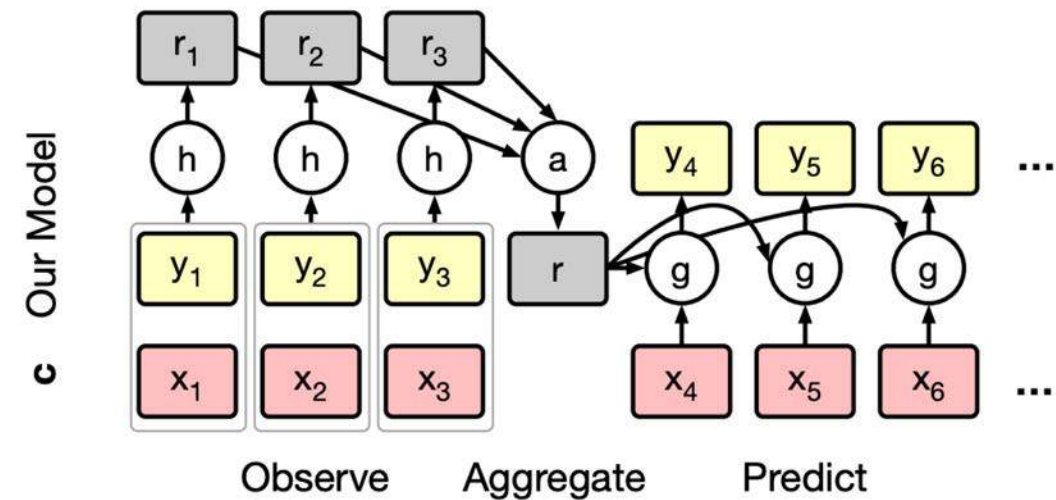 r₁ r₂ r₃
h h h a
y₄ y₅ y₆ ...
y₁ y₂ y₃ r g g g
x₁ x₂ x₃ x₄ x₅ x₆ ...
c Our Model
Observe Aggregate Predict